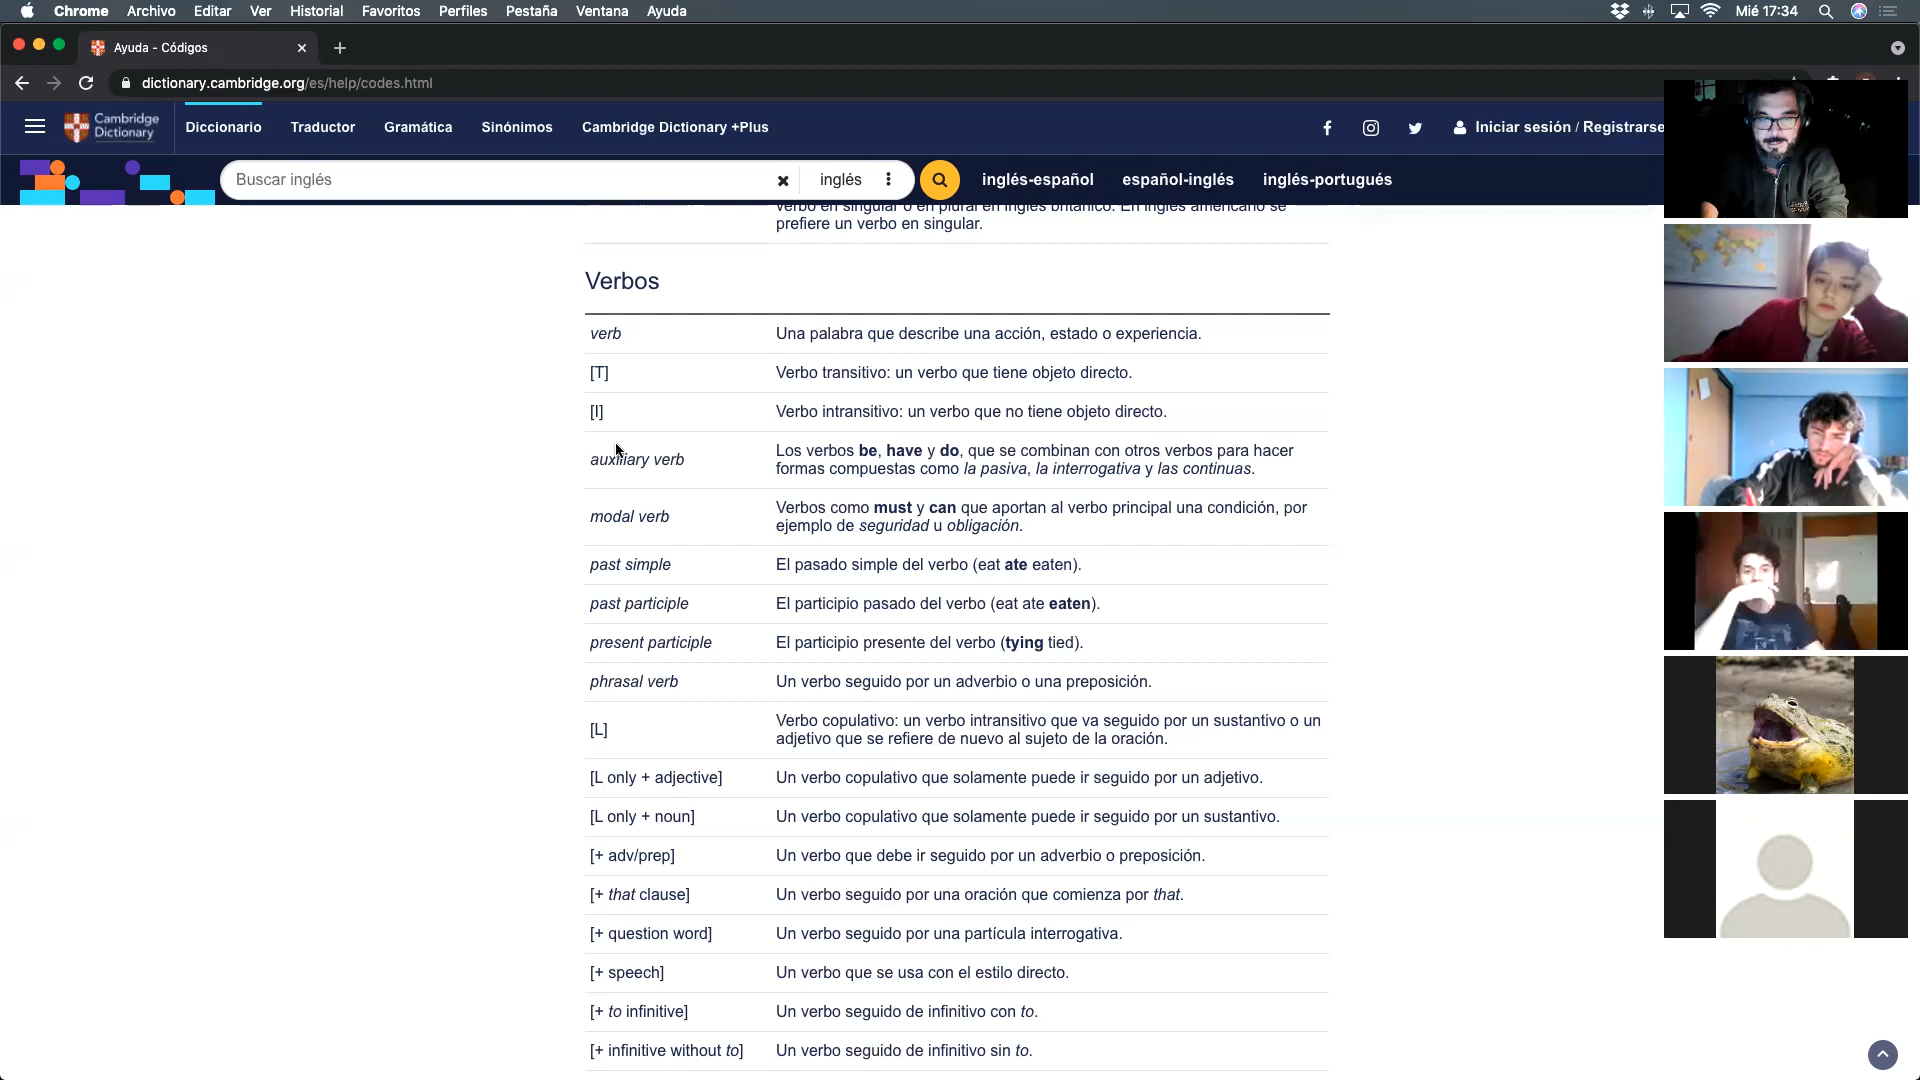 Chrome Archivo Editar Ver Historial Favoritos Perfiles Pestaña Ventana Ayuda Mié 17:34
Ayuda - Códigos
dictionary.cambridge.org/es/help/codes.html
Cambridge Dictionary Diccionario Traductor Gramática Sinónimos Cambridge Dictionary +Plus Iniciar sesión / Registrarse
Buscar inglés inglés inglés-español español-inglés inglés-portugués
verbo en singular o en plural en inglés británico. En inglés americano se
prefiere un verbo en singular.
Verbos
verb Una palabra que describe una acción, estado o experiencia.
[T] Verbo transitivo: un verbo que tiene objeto directo.
[I] Verbo intransitivo: un verbo que no tiene objeto directo.
auxiliary verb Los verbos be, have y do, que se combinan con otros verbos para hacer
formas compuestas como la pasiva, la interrogativa y las continuas.
modal verb Verbos como must y can que aportan al verbo principal una condición, por
ejemplo de seguridad u obligación.
past simple El pasado simple del verbo (eat ate eaten).
past participle El participio pasado del verbo (eat ate eaten).
present participle El participio presente del verbo (tying tied).
phrasal verb Un verbo seguido por un adverbio o una preposición.
[L] Verbo copulativo: un verbo intransitivo que va seguido por un sustantivo o un
adjetivo que se refiere de nuevo al sujeto de la oración.
[L only + adjective] Un verbo copulativo que solamente puede ir seguido por un adjetivo.
[L only + noun] Un verbo copulativo que solamente puede ir seguido por un sustantivo.
[+ adv/prep] Un verbo que debe ir seguido por un adverbio o preposición.
[+ that clause] Un verbo seguido por una oración que comienza por that.
[+ question word] Un verbo seguido por una partícula interrogativa.
[+ speech] Un verbo que se usa con el estilo directo.
[+ to infinitive] Un verbo seguido de infinitivo con to.
[+ infinitive without to] Un verbo seguido de infinitivo sin to.